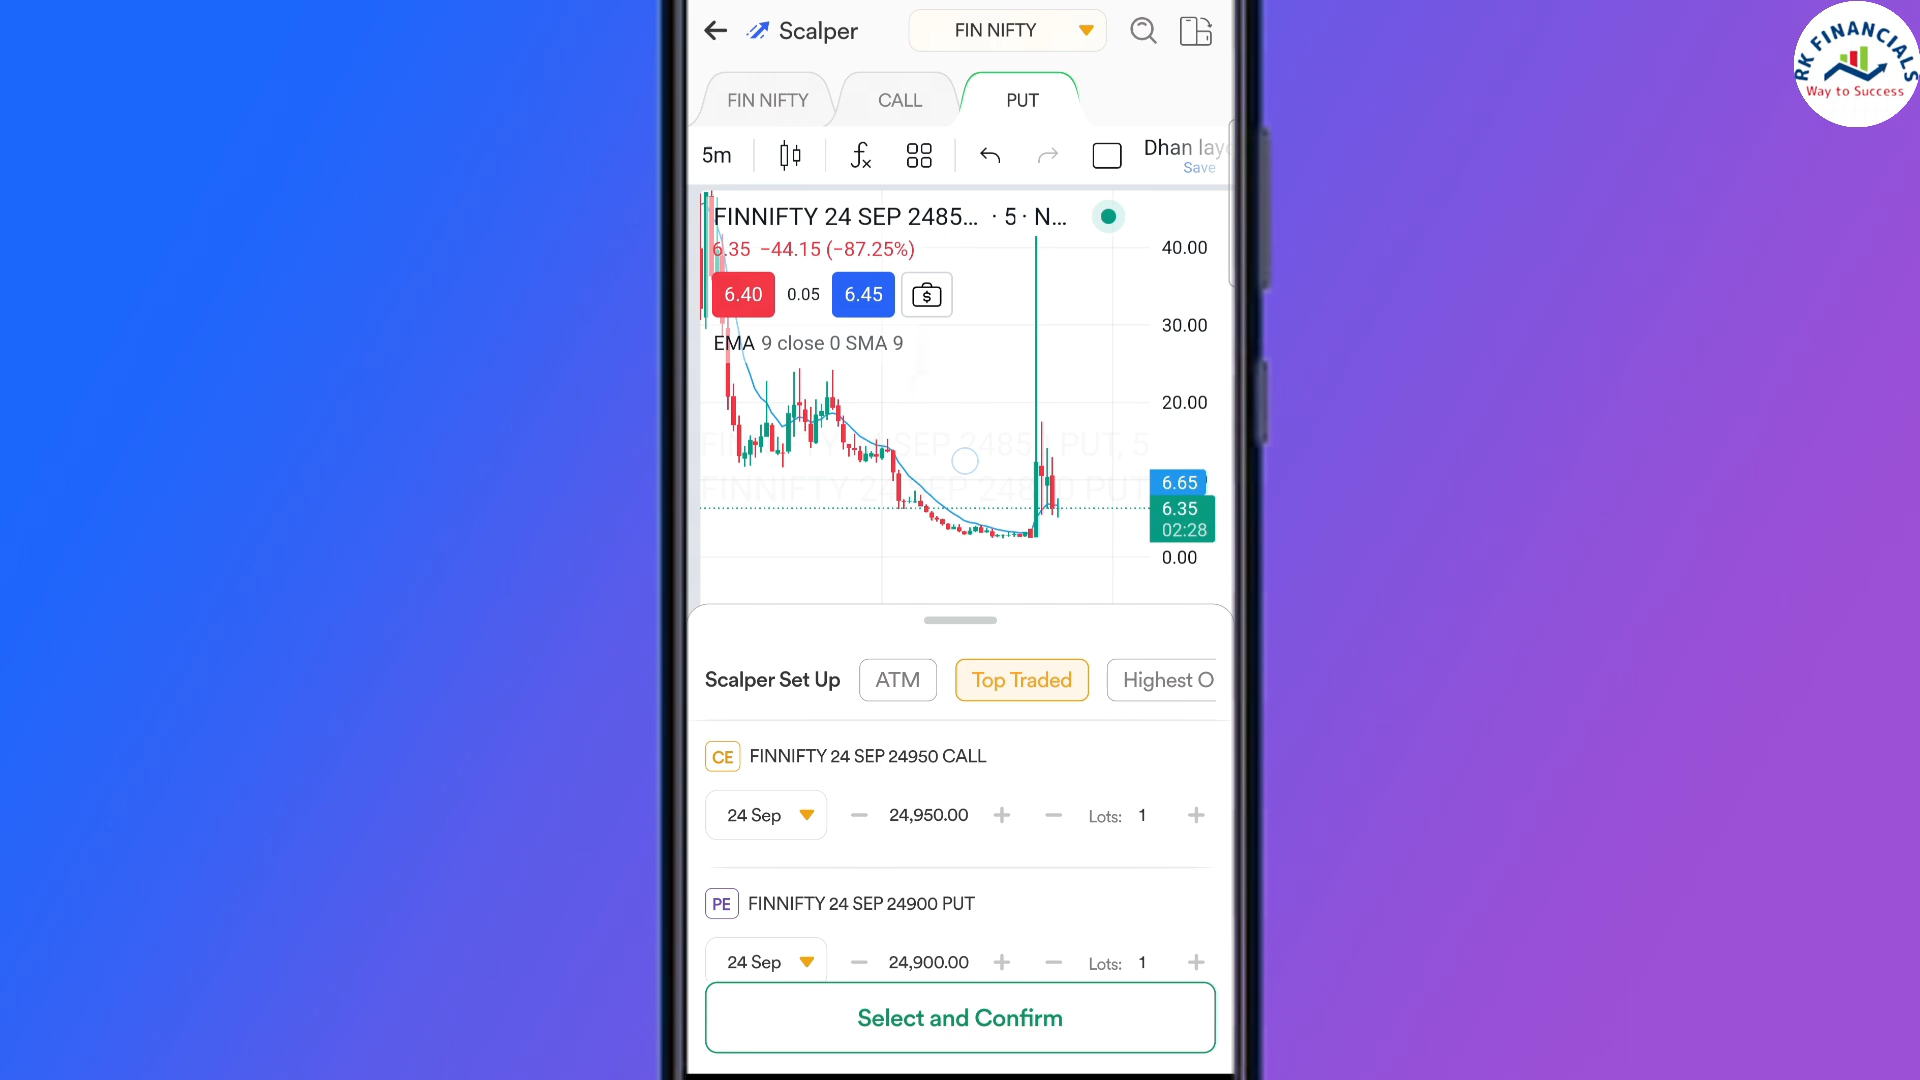 Scalper
FIN NIFTY
RK FINANCIALS
Way to Success
FIN NIFTY
CALL
PUT
5m
Dhan layo
Save
FINNIFTY 24 SEP 2485... · 5 · N...
6.35 −44.15 (−87.25%)
6.40
0.05
6.45
EMA 9 close 0 SMA 9
40.00
30.00
20.00
6.65
6.35
02:28
0.00
Scalper Set Up
ATM
Top Traded
Highest O
CE FINNIFTY 24 SEP 24950 CALL
24 Sep
24,950.00
Lots: 1
PE FINNIFTY 24 SEP 24900 PUT
24 Sep
24,900.00
Lots: 1
Select and Confirm